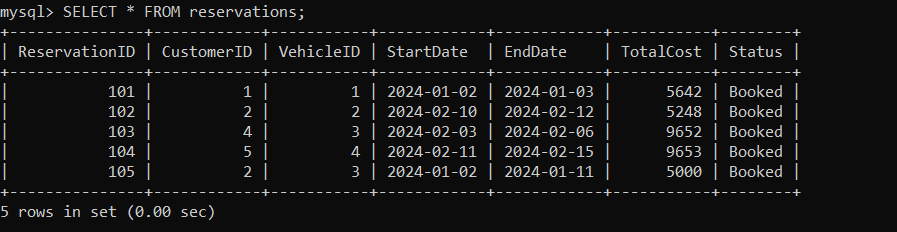 mysql> SELECT * FROM reservations;
+---------------+------------+-----------+------------+------------+-----------+--------+
| ReservationID | CustomerID | VehicleID | StartDate  | EndDate    | TotalCost | Status |
+---------------+------------+-----------+------------+------------+-----------+--------+
|           101 |          1 |         1 | 2024-01-02 | 2024-01-03 |      5642 | Booked |
|           102 |          2 |         2 | 2024-02-10 | 2024-02-12 |      5248 | Booked |
|           103 |          4 |         3 | 2024-02-03 | 2024-02-06 |      9652 | Booked |
|           104 |          5 |         4 | 2024-02-11 | 2024-02-15 |      9653 | Booked |
|           105 |          2 |         3 | 2024-01-02 | 2024-01-11 |      5000 | Booked |
+---------------+------------+-----------+------------+------------+-----------+--------+
5 rows in set (0.00 sec)